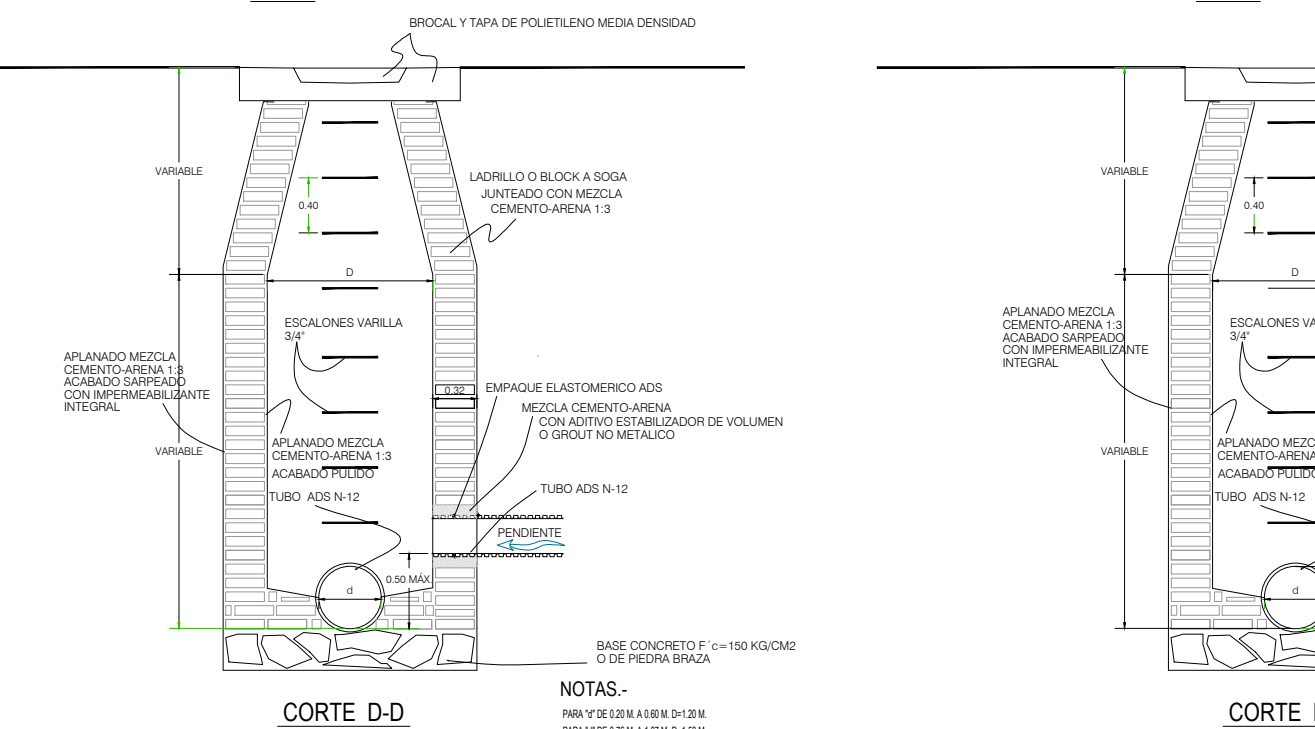 BROCAL Y TAPA DE POLIETILENO MEDIA DENSIDAD
VARIABLE
0.40
LADRILLO O BLOCK A SOGA
JUNTEADO CON MEZCLA
CEMENTO-ARENA 1:3
D
ESCALONES VARILLA
3/4"
APLANADO MEZCLA
CEMENTO-ARENA 1:3
ACABADO SARPEADO
CON IMPERMEABILIZANTE
INTEGRAL
0.32
EMPAQUE ELASTOMERICO ADS
MEZCLA CEMENTO-ARENA
CON ADITIVO ESTABILIZADOR DE VOLUMEN
O GROUT NO METALICO
VARIABLE
APLANADO MEZCLA
CEMENTO-ARENA 1:3
ACABADO PULIDO
TUBO ADS N-12
TUBO ADS N-12
PENDIENTE
0.50 MÁX.
d
BASE CONCRETO F´c=150 KG/CM2
O DE PIEDRA BRAZA
NOTAS.-
PARA "d" DE 0.20 M. A 0.60 M. D=1.20 M.
CORTE D-D
VARIABLE
0.40
D
APLANADO MEZCLA
CEMENTO-ARENA 1:3
ACABADO SARPEADO
CON IMPERMEABILIZANTE
INTEGRAL
ESCALONES VA
3/4"
VARIABLE
APLANADO MEZC
CEMENTO-ARENA
ACABADO PULIDO
TUBO ADS N-12
d
CORTE